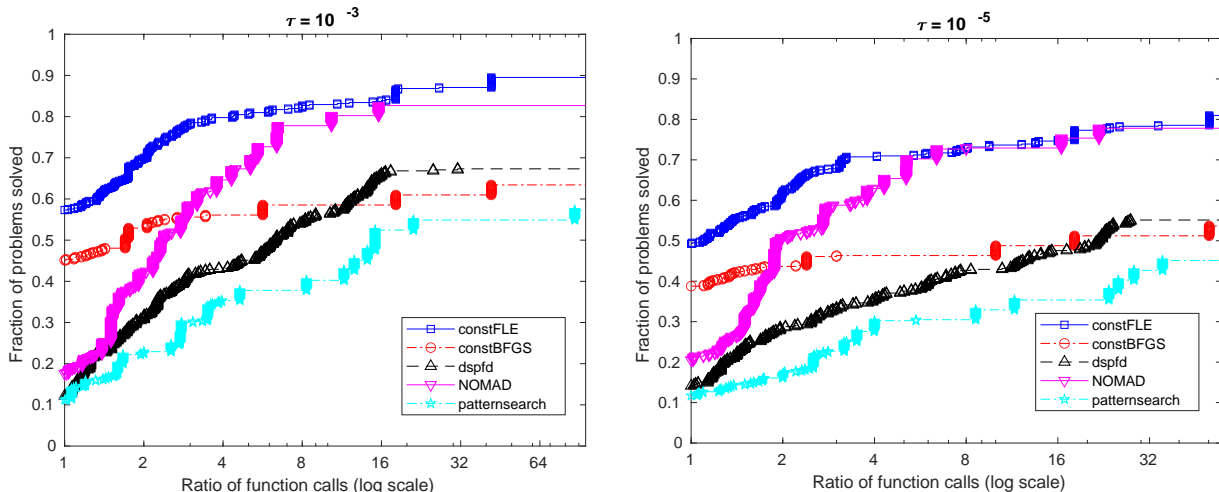 τ = 10 -3
Fraction of problems solved
1
0.9
0.8
0.7
0.6
0.5
0.4
0.3
0.2
0.1
0
constFLE
constBFGS
dspfd
NOMAD
patternsearch
1 2 4 8 16 32 64
Ratio of function calls (log scale)
τ = 10 -5
Fraction of problems solved
1
0.9
0.8
0.7
0.6
0.5
0.4
0.3
0.2
0.1
0
constFLE
constBFGS
dspfd
NOMAD
patternsearch
1 2 4 8 16 32
Ratio of function calls (log scale)